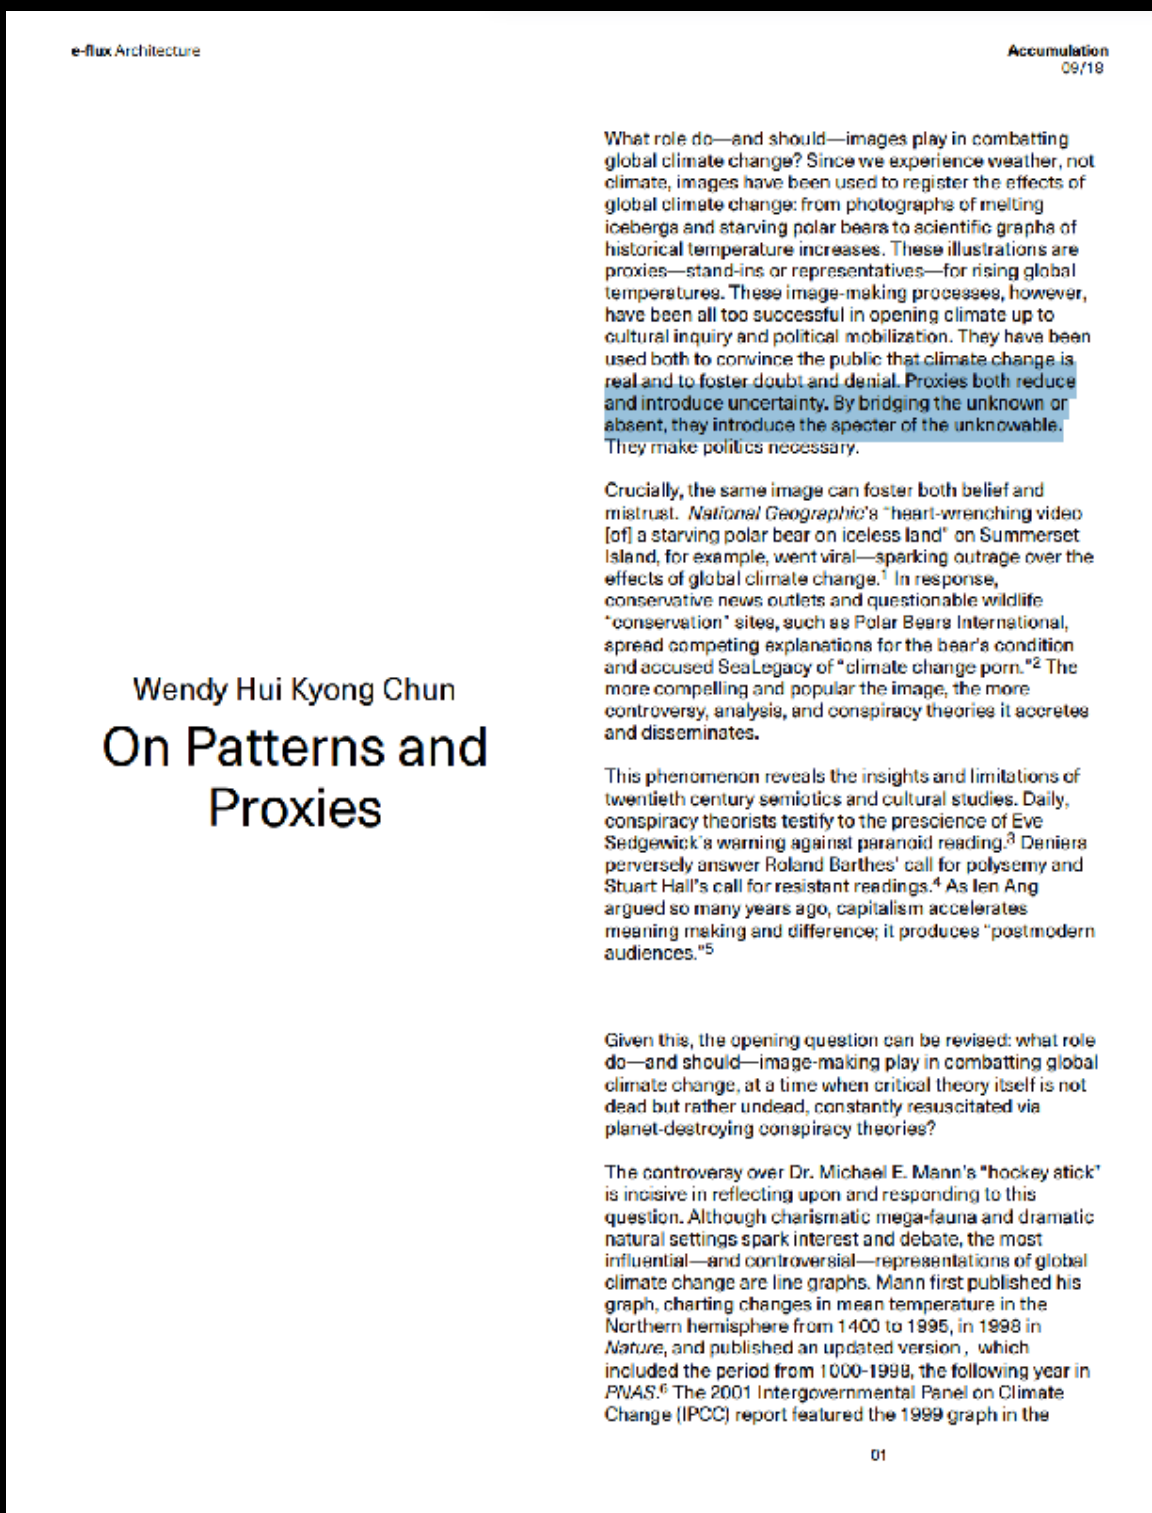 e-flux Architecture
Accumulation
09/18
Wendy Hui Kyong Chun
On Patterns and
Proxies
What role do—and should—images play in combatting
global climate change? Since we experience weather, not
climate, images have been used to register the effects of
global climate change: from photographs of melting
icebergs and starving polar bears to scientific graphs of
historical temperature increases. These illustrations are
proxies—stand-ins or representatives—for rising global
temperatures. These image-making processes, however,
have been all too successful in opening climate up to
cultural inquiry and political mobilization. They have been
used both to convince the public that climate change is
real and to foster doubt and denial. Proxies both reduce
and introduce uncertainty. By bridging the unknown or
absent, they introduce the specter of the unknowable.
They make politics necessary.
Crucially, the same image can foster both belief and
mistrust. National Geographic's “heart-wrenching video
[of] a starving polar bear on iceless land” on Summerset
Island, for example, went viral—sparking outrage over the
effects of global climate change.1 In response,
conservative news outlets and questionable wildlife
“conservation” sites, such as Polar Bears International,
spread competing explanations for the bear's condition
and accused SeaLegacy of “climate change porn.”2 The
more compelling and popular the image, the more
controversy, analysis, and conspiracy theories it accretes
and disseminates.
This phenomenon reveals the insights and limitations of
twentieth century semiotics and cultural studies. Daily,
conspiracy theorists testify to the prescience of Eve
Sedgewick's warning against paranoid reading.3 Deniers
perversely answer Roland Barthes' call for polysemy and
Stuart Hall's call for resistant readings.4 As Ien Ang
argued so many years ago, capitalism accelerates
meaning making and difference; it produces “postmodern
audiences.”5
Given this, the opening question can be revised: what role
do—and should—image-making play in combatting global
climate change, at a time when critical theory itself is not
dead but rather undead, constantly resuscitated via
planet-destroying conspiracy theories?
The controversy over Dr. Michael E. Mann's “hockey stick”
is incisive in reflecting upon and responding to this
question. Although charismatic mega-fauna and dramatic
natural settings spark interest and debate, the most
influential—and controversial—representations of global
climate change are line graphs. Mann first published his
graph, charting changes in mean temperature in the
Northern hemisphere from 1400 to 1995, in 1998 in
Nature, and published an updated version, which
included the period from 1000-1998, the following year in
PNAS.6 The 2001 Intergovernmental Panel on Climate
Change (IPCC) report featured the 1999 graph in the
01